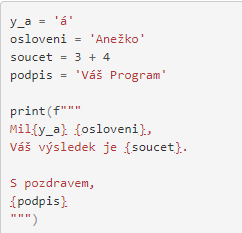 y_a = 'á'
osloveni = 'Anežko'
soucet = 3 + 4
podpis = 'Váš Program'

print(f"""
Mil{y_a} {osloveni},
Váš výsledek je {soucet}.

S pozdravem,
{podpis}
""")